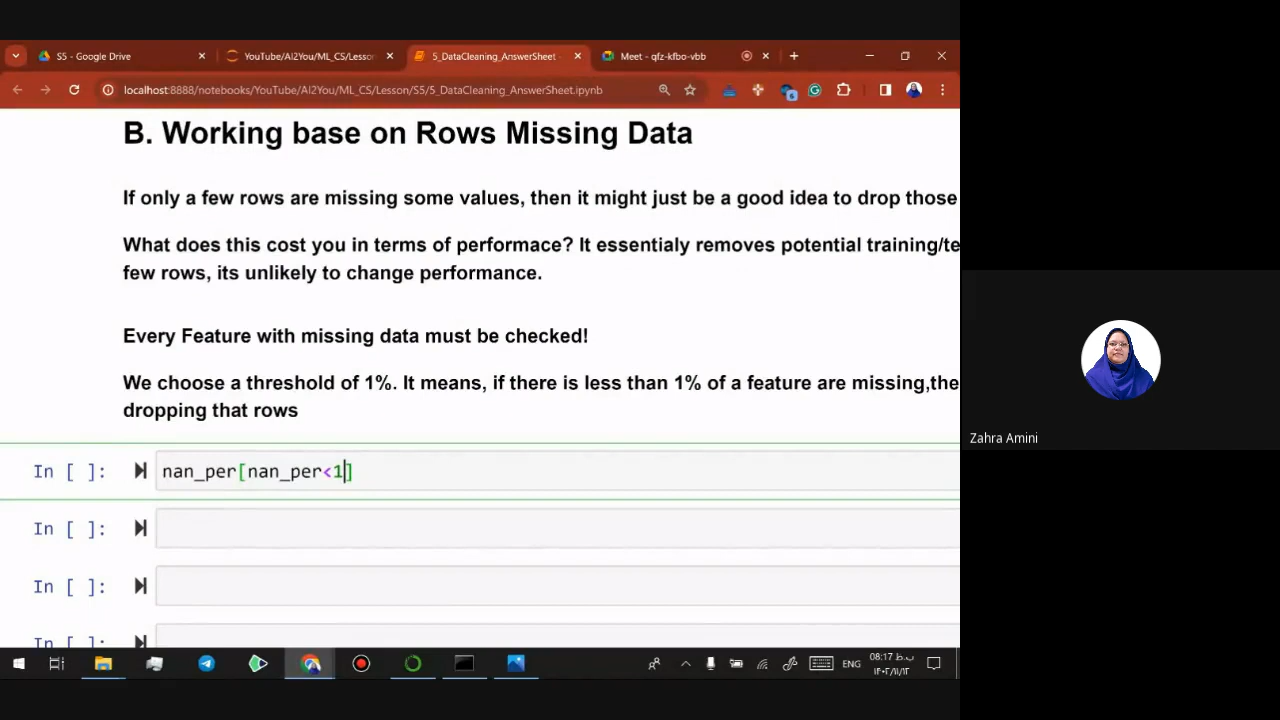 S5 - Google Drive
YouTube/AI2You/ML_CS/Lesson
5_DataCleaning_AnswerSheet -
Meet - qfz-kfbo-vbb
localhost:8888/notebooks/YouTube/AI2You/ML_CS/Lesson/S5/5_DataCleaning_AnswerSheet.ipynb
B. Working base on Rows Missing Data
If only a few rows are missing some values, then it might just be a good idea to drop those
What does this cost you in terms of performace? It essentialy removes potential training/te
few rows, its unlikely to change performance.
Every Feature with missing data must be checked!
We choose a threshold of 1%. It means, if there is less than 1% of a feature are missing,the
dropping that rows
In [ ]: nan_per[nan_per<1]
In [ ]:
In [ ]:
In [ ]:
Zahra Amini
ENG
08:17 ب.ظ
۱۴۰۲/۱۱/۱۲